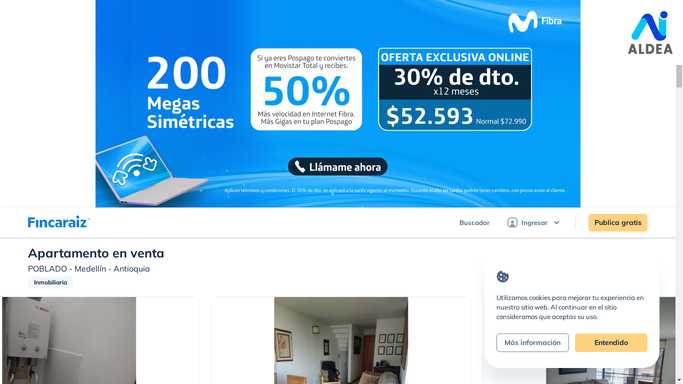 Fibra
ALDEA
200
Megas
Simétricas
Si ya eres Pospago te conviertes
en Movistar Total y recibes.
50%
Más velocidad en Internet Fibra.
Más Gigas en tu plan Pospago
OFERTA EXCLUSIVA ONLINE
30% de dto.
x12 meses
$52.593 Normal $72.990
Llámame ahora
Fincaraíz
Buscador
Ingresar
Publica gratis
Apartamento en venta
POBLADO - Medellín - Antioquia
Inmobiliaria
Utilizamos cookies para mejorar tu experiencia en
nuestro sitio web. Al continuar en el sitio
consideramos que aceptas su uso.
Más información
Entendido